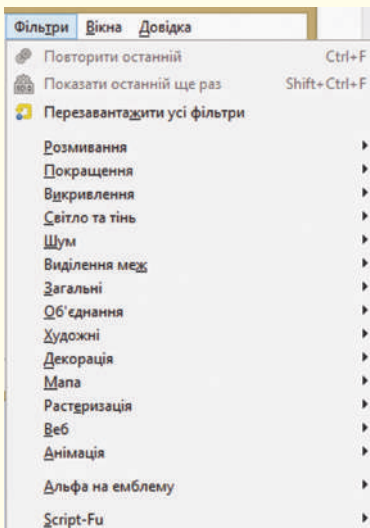 Фільтри Вікна Довідка
Повторити останній Ctrl+F
Показати останній ще раз Shift+Ctrl+F
Перезавантажити усі фільтри
Розмивання
Покращення
Викривлення
Світло та тінь
Шум
Виділення меж
Загальні
Об'єднання
Художні
Декорація
Мапа
Растеризація
Веб
Анімація
Альфа на емблему
Script-Fu